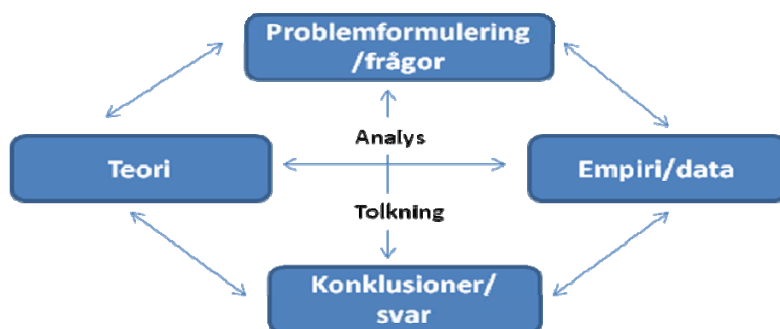 Problemformulering
/frågor
Analys
Teori
Empiri/data
Tolkning
Konklusioner/
svar